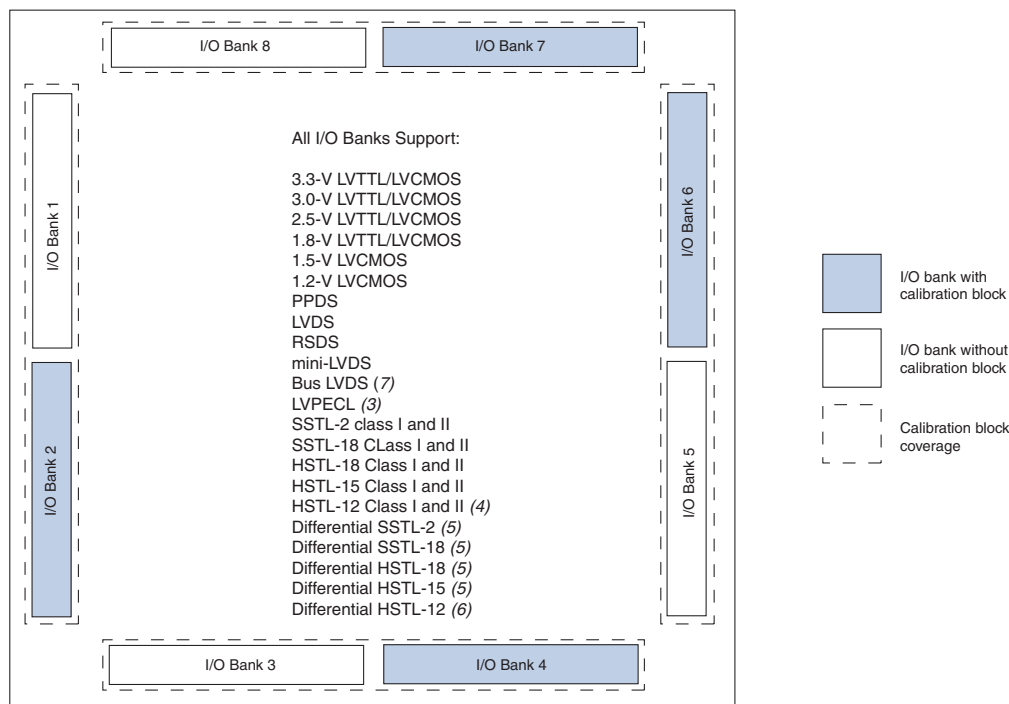 I/O Bank 8
I/O Bank 7
I/O Bank 1
I/O Bank 2
All I/O Banks Support:
3.3-V LVTTL/LVCMOS
3.0-V LVTTL/LVCMOS
2.5-V LVTTL/LVCMOS
1.8-V LVTTL/LVCMOS
1.5-V LVCMOS
1.2-V LVCMOS
PPDS
LVDS
RSDS
mini-LVDS
Bus LVDS (7)
LVPECL (3)
SSTL-2 class I and II
SSTL-18 CLass I and II
HSTL-18 Class I and II
HSTL-15 Class I and II
HSTL-12 Class I and II (4)
Differential SSTL-2 (5)
Differential SSTL-18 (5)
Differential HSTL-18 (5)
Differential HSTL-15 (5)
Differential HSTL-12 (6)
I/O Bank 6
I/O Bank 5
I/O Bank 3
I/O Bank 4
I/O bank with
calibration block
I/O bank without
calibration block
Calibration block
coverage